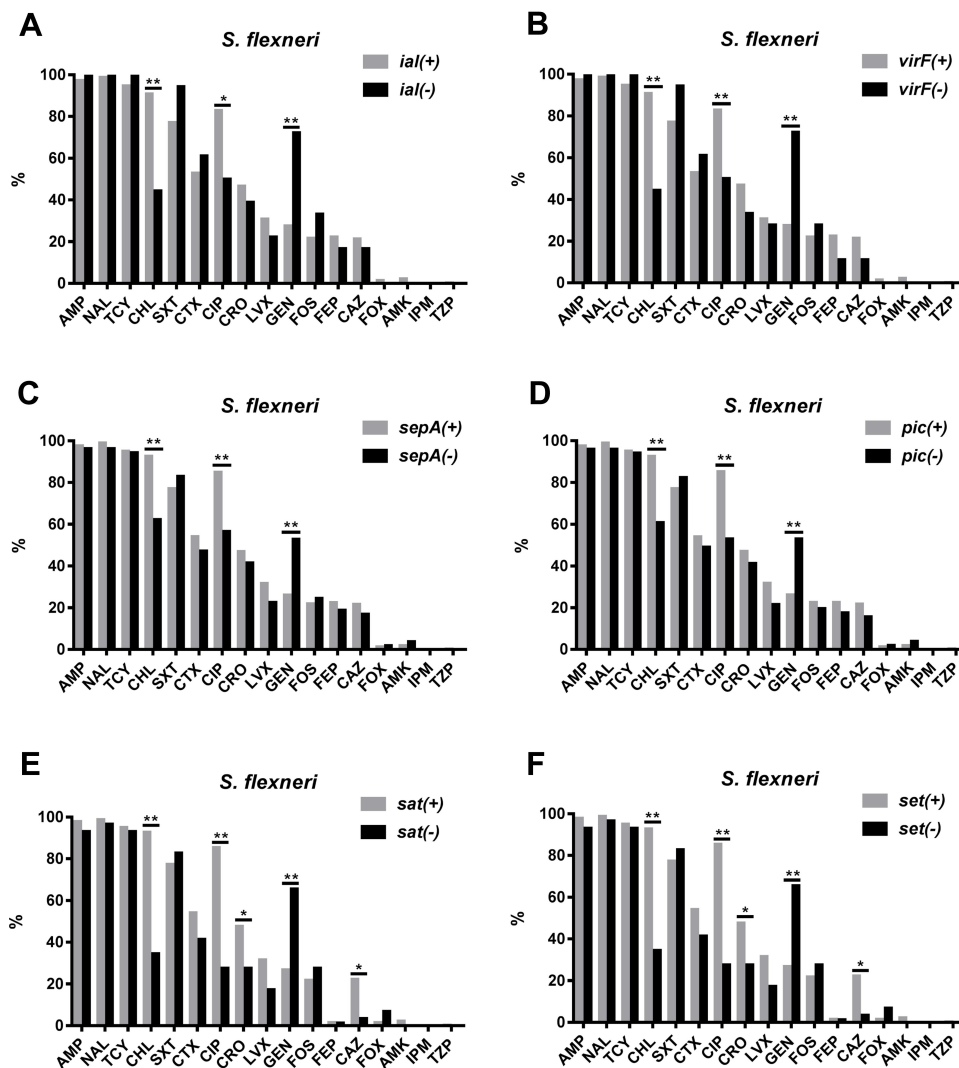 A
S. flexneri
ial(+)
ial(-)
%
100
80
60
40
20
0
** * **
AMP NAL TCY CHL SXT CTX CIP CRO LVX GEN FOS FEP CAZ FOX AMK IPM TZP
B
S. flexneri
virF(+)
virF(-)
%
100
80
60
40
20
0
** ** **
AMP NAL TCY CHL SXT CTX CIP CRO LVX GEN FOS FEP CAZ FOX AMK IPM TZP
C
S. flexneri
sepA(+)
sepA(-)
%
100
80
60
40
20
0
** ** **
AMP NAL TCY CHL SXT CTX CIP CRO LVX GEN FOS FEP CAZ FOX AMK IPM TZP
D
S. flexneri
pic(+)
pic(-)
%
100
80
60
40
20
0
** ** **
AMP NAL TCY CHL SXT CTX CIP CRO LVX GEN FOS FEP CAZ FOX AMK IPM TZP
E
S. flexneri
sat(+)
sat(-)
%
100
80
60
40
20
0
** ** * ** *
AMP NAL TCY CHL SXT CTX CIP CRO LVX GEN FOS FEP CAZ FOX AMK IPM TZP
F
S. flexneri
set(+)
set(-)
%
100
80
60
40
20
0
** ** * ** *
AMP NAL TCY CHL SXT CTX CIP CRO LVX GEN FOS FEP CAZ FOX AMK IPM TZP